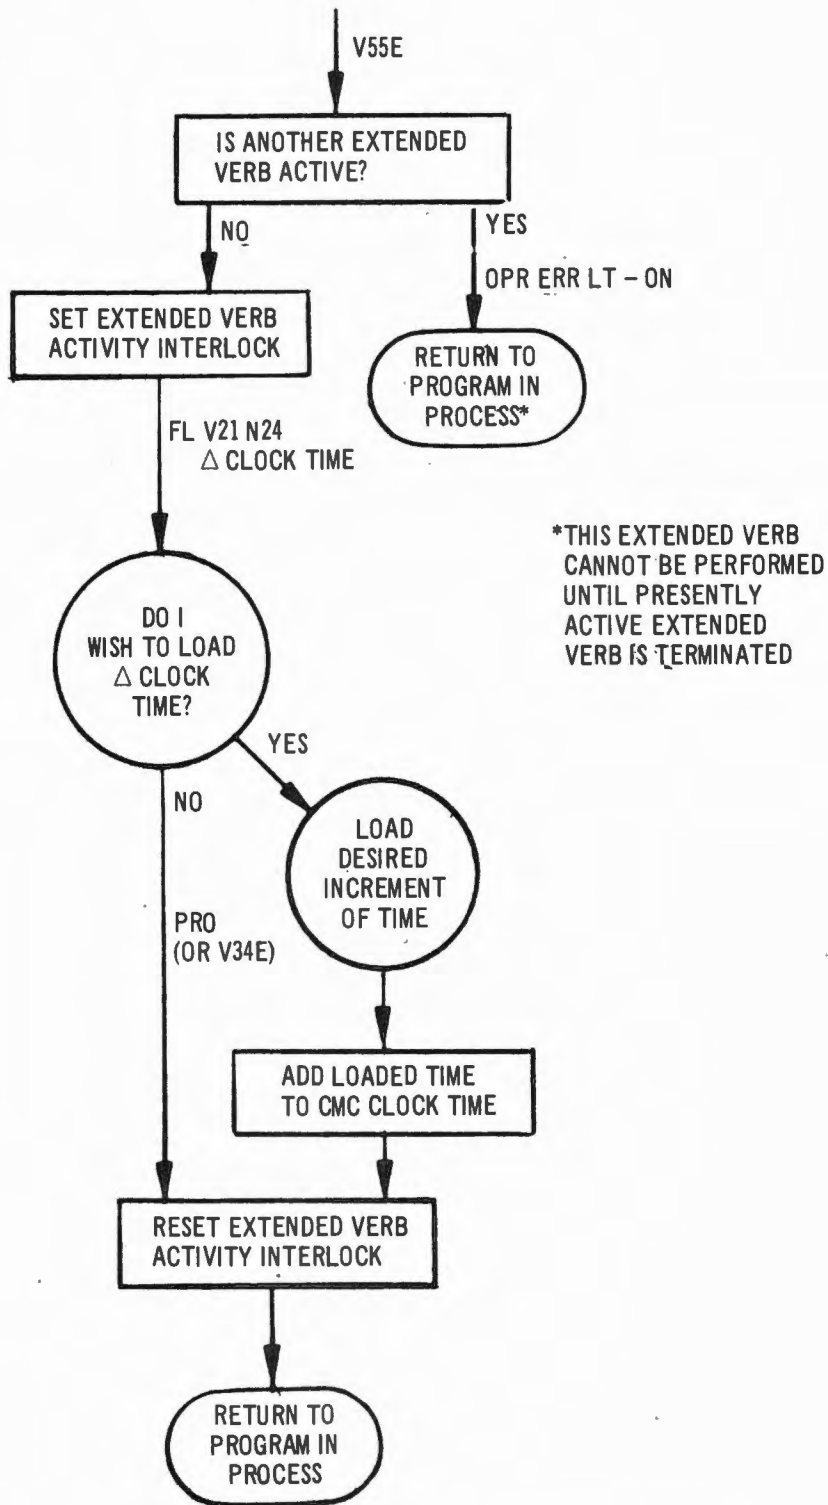 V55E
IS ANOTHER EXTENDED
VERB ACTIVE?
NO
YES
OPR ERR LT – ON
SET EXTENDED VERB
ACTIVITY INTERLOCK
RETURN TO
PROGRAM IN
PROCESS*
FL V21 N24
△ CLOCK TIME
*THIS EXTENDED VERB
CANNOT BE PERFORMED
UNTIL PRESENTLY
ACTIVE EXTENDED
VERB IS TERMINATED
DO I
WISH TO LOAD
△ CLOCK
TIME?
YES
NO
LOAD
DESIRED
INCREMENT
OF TIME
PRO
(OR V34E)
ADD LOADED TIME
TO CMC CLOCK TIME
RESET EXTENDED VERB
ACTIVITY INTERLOCK
RETURN TO
PROGRAM IN
PROCESS